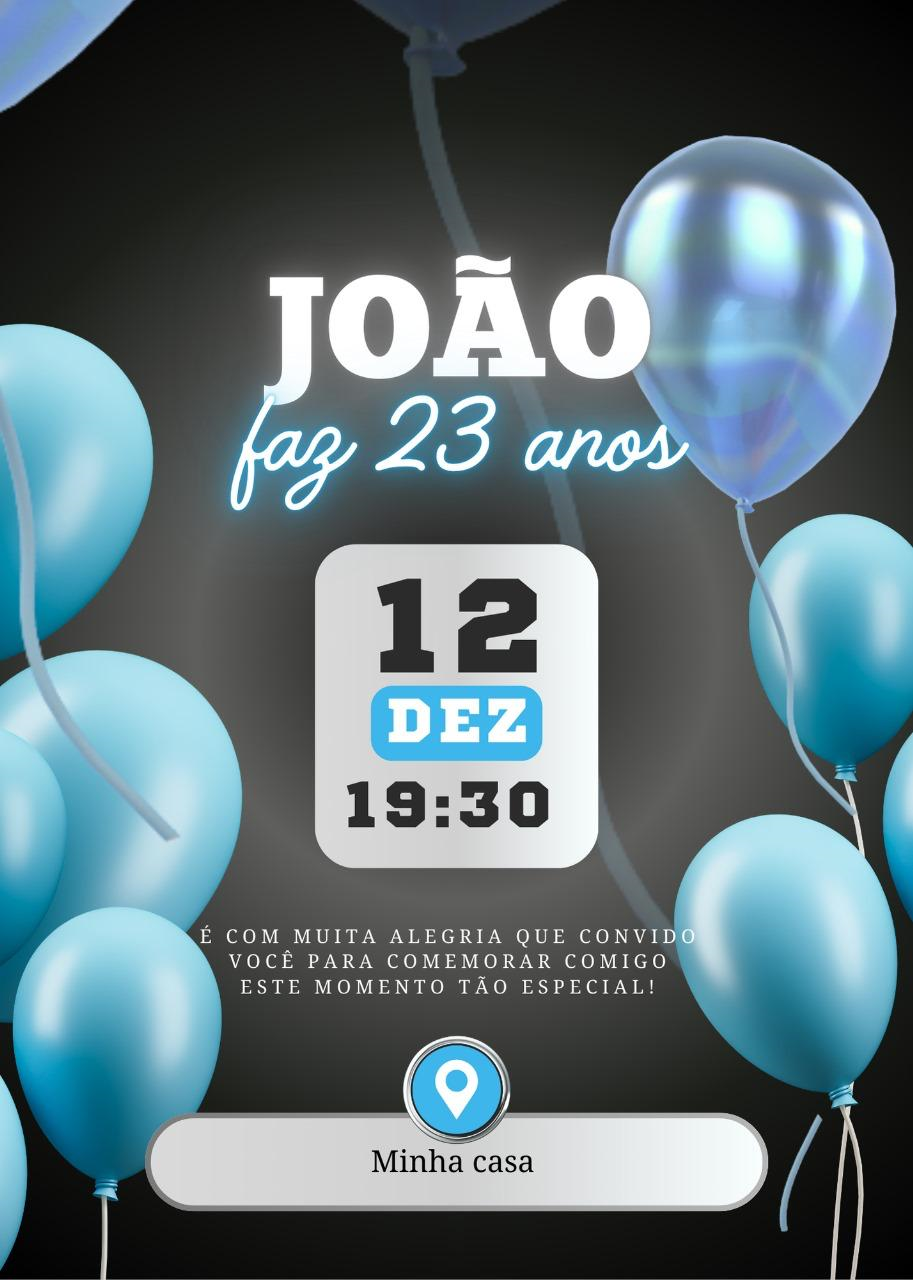 JOÃO
faz 23 anos
12
DEZ
19:30
É COM MUITA ALEGRIA QUE CONVIDO
VOCÊ PARA COMEMORAR COMIGO
ESTE MOMENTO TÃO ESPECIAL!
Minha casa